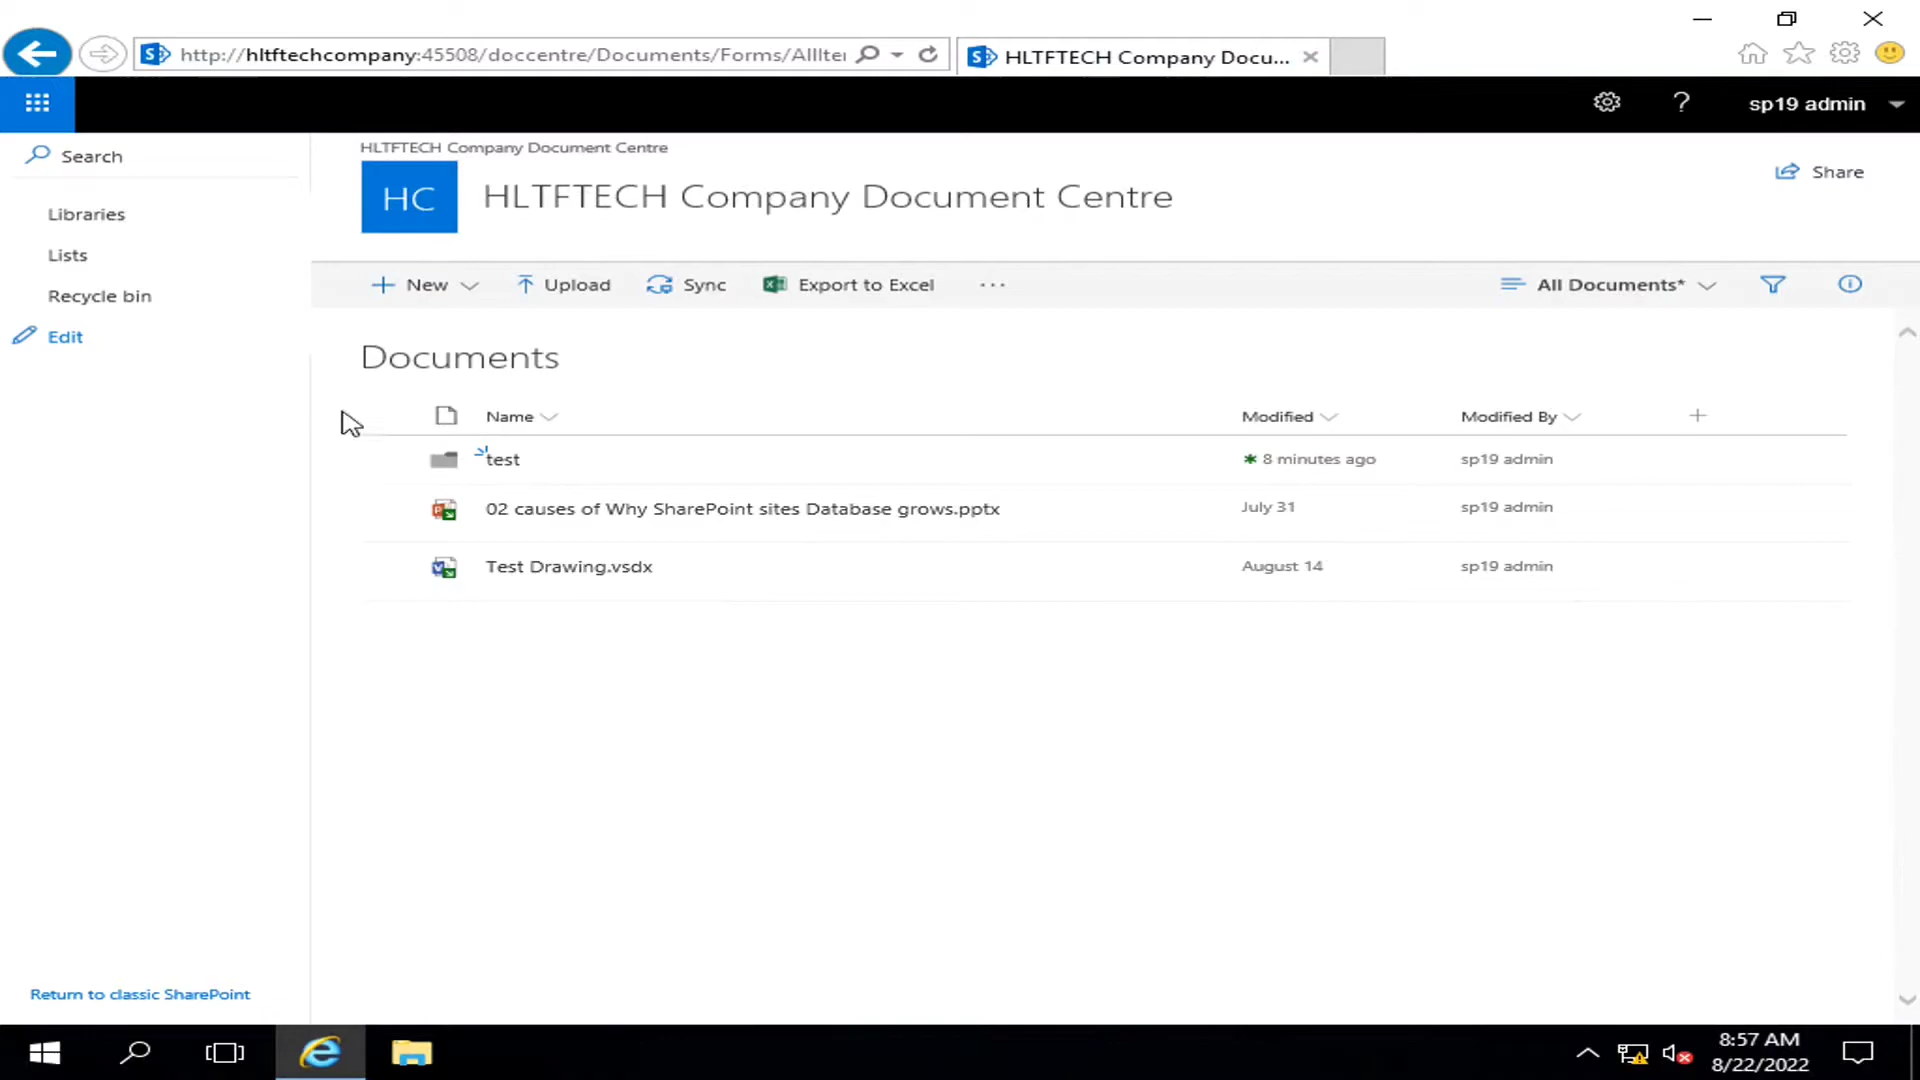 http://hltftechcompany:45508/doccentre/Documents/Forms/AllIter
HLTFTECH Company Docu...
sp19 admin
Search
Libraries
Lists
Recycle bin
Edit
Return to classic SharePoint
HLTFTECH Company Document Centre
HC
HLTFTECH Company Document Centre
Share
New
Upload
Sync
Export to Excel
All Documents*
Documents
Name
Modified
Modified By
test
8 minutes ago
sp19 admin
02 causes of Why SharePoint sites Database grows.pptx
July 31
sp19 admin
Test Drawing.vsdx
August 14
sp19 admin
8:57 AM
8/22/2022